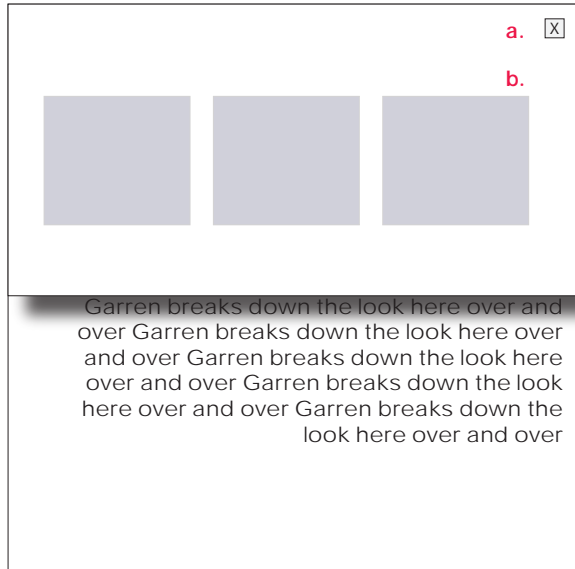 a. X
b.
Garren breaks down the look here over and
over Garren breaks down the look here over
and over Garren breaks down the look here
over and over Garren breaks down the look
here over and over Garren breaks down the
look here over and over